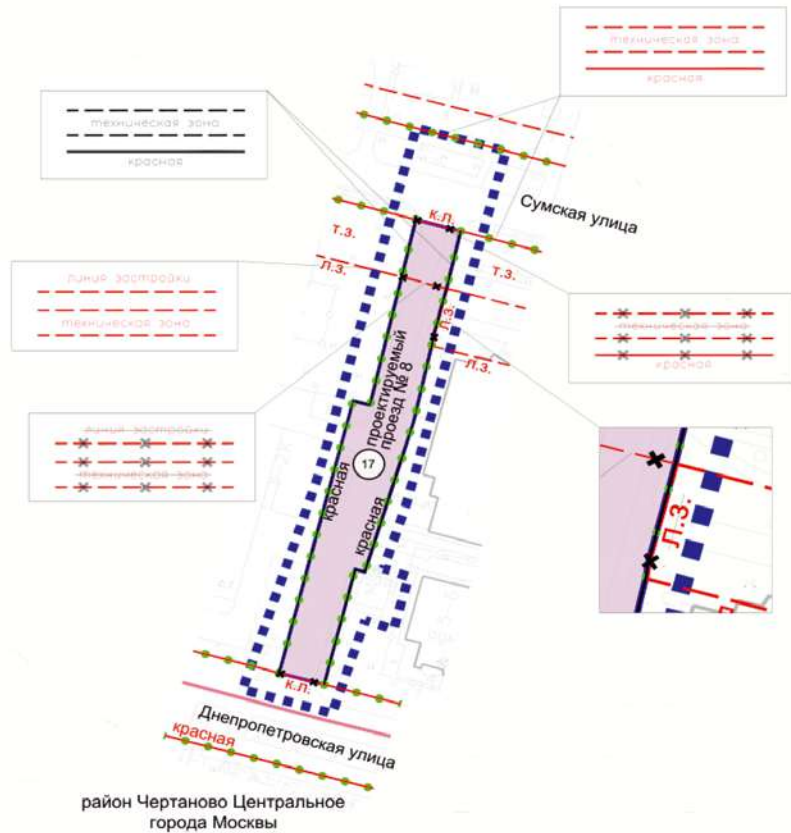 техническая зона
красная
техническая зона
красная
Сумская улица
к.л.
т.з.
т.з.
Л.З.
Л.З.
Л.З.
линия застройки
техническая зона
техническая зона
красная
линия застройки
техническая зона
проектируемый
проезд № 8
17
красная
красная
Л.З.
к.л.
Днепропетровская улица
красная
район Чертаново Центральное
города Москвы